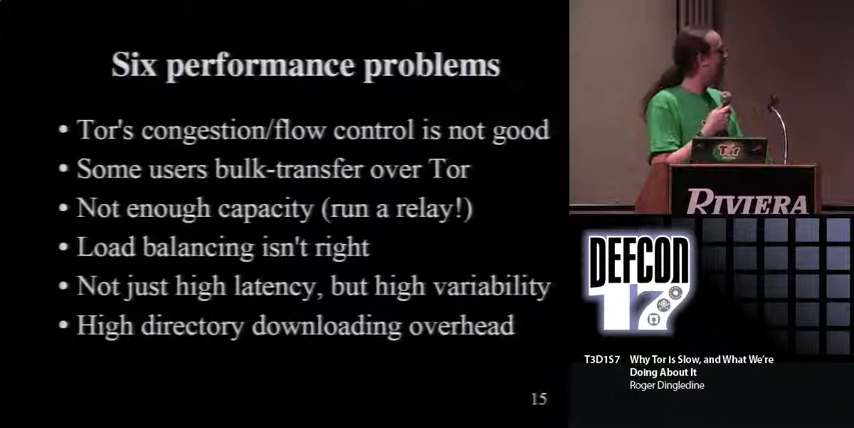 Six performance problems
• Tor's congestion/flow control is not good
• Some users bulk-transfer over Tor
• Not enough capacity (run a relay!)
• Load balancing isn't right
• Not just high latency, but high variability
• High directory downloading overhead
15
Tor
RIVIERA
DEFCON
17
T3D1S7 Why Tor is Slow, and What We're
Doing About It
Roger Dingledine